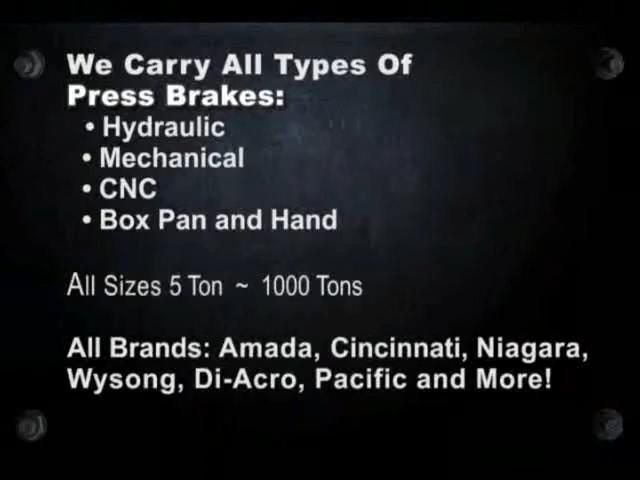 We Carry All Types Of
Press Brakes:
• Hydraulic
• Mechanical
• CNC
• Box Pan and Hand
All Sizes 5 Ton ~ 1000 Tons
All Brands: Amada, Cincinnati, Niagara,
Wysong, Di-Acro, Pacific and More!